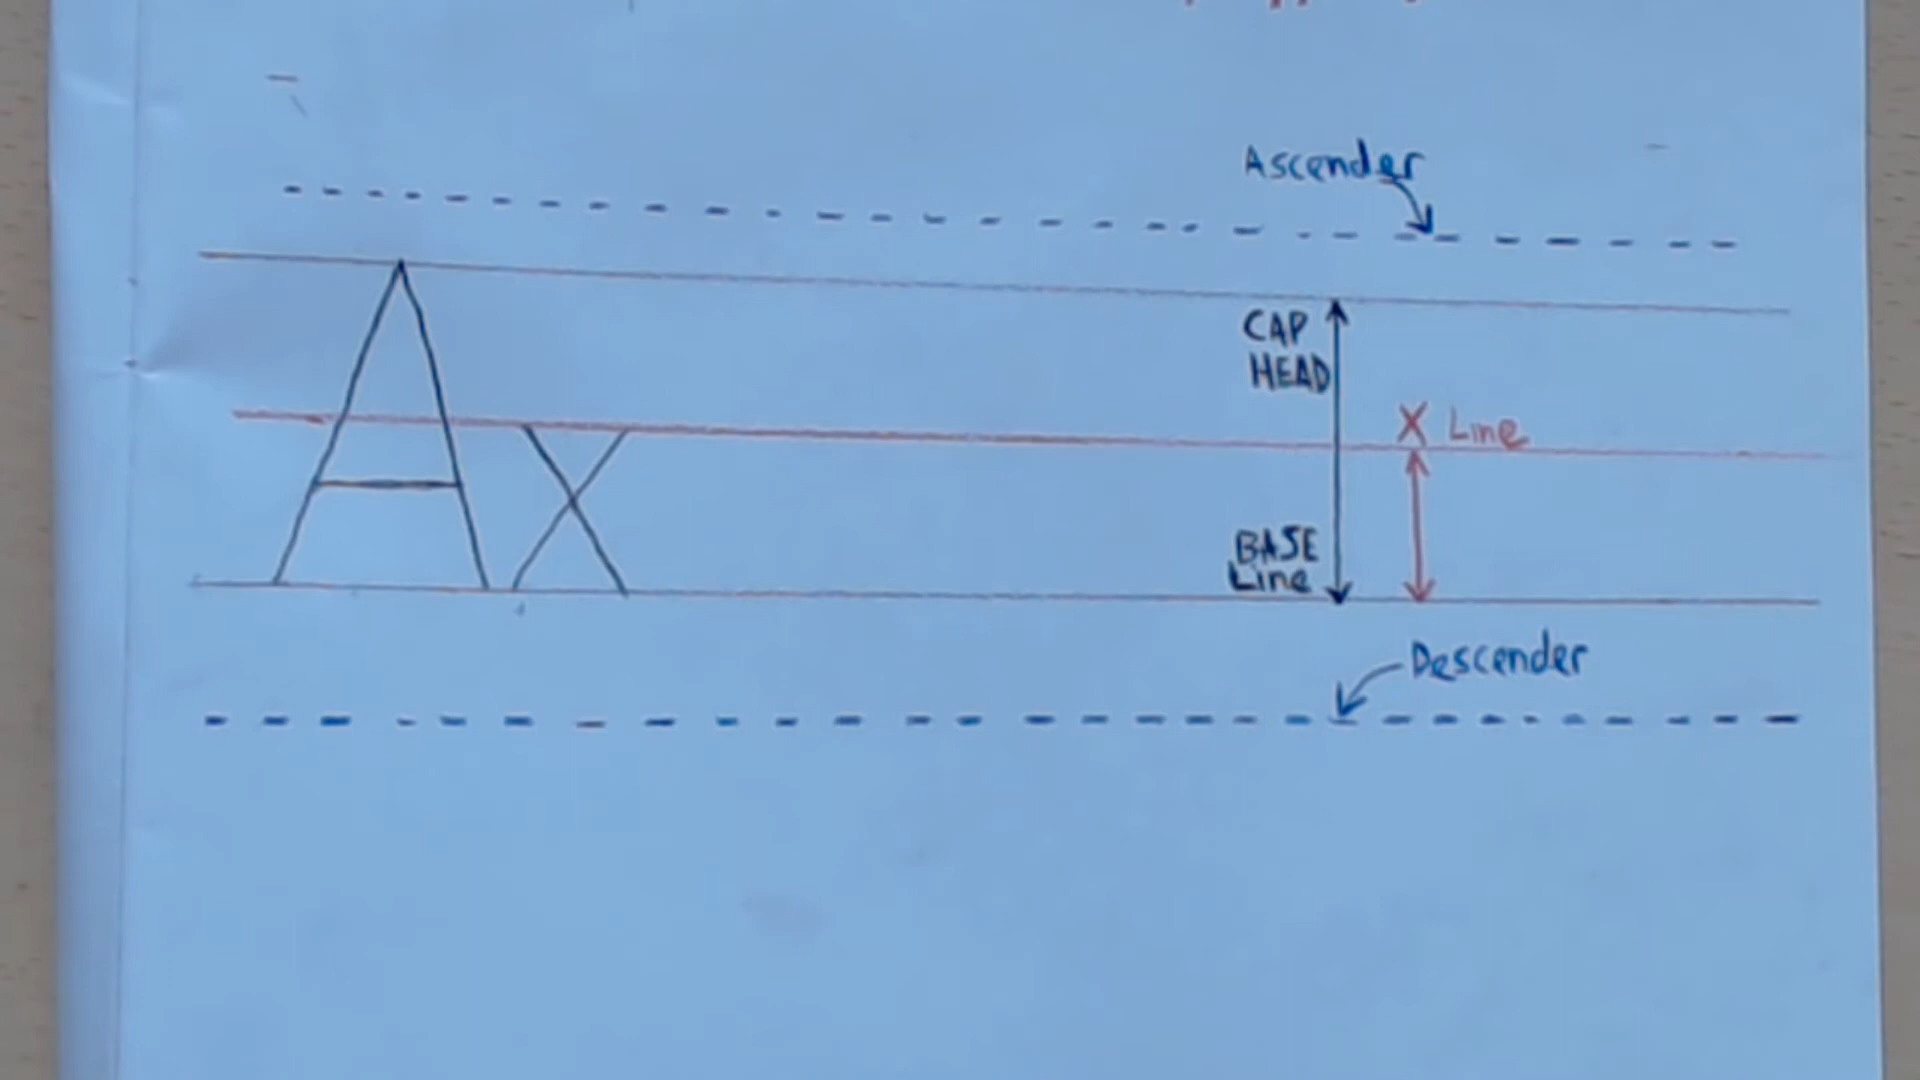 Ascender
CAP
HEAD
X Line
Ax
BASE
Line
Descender